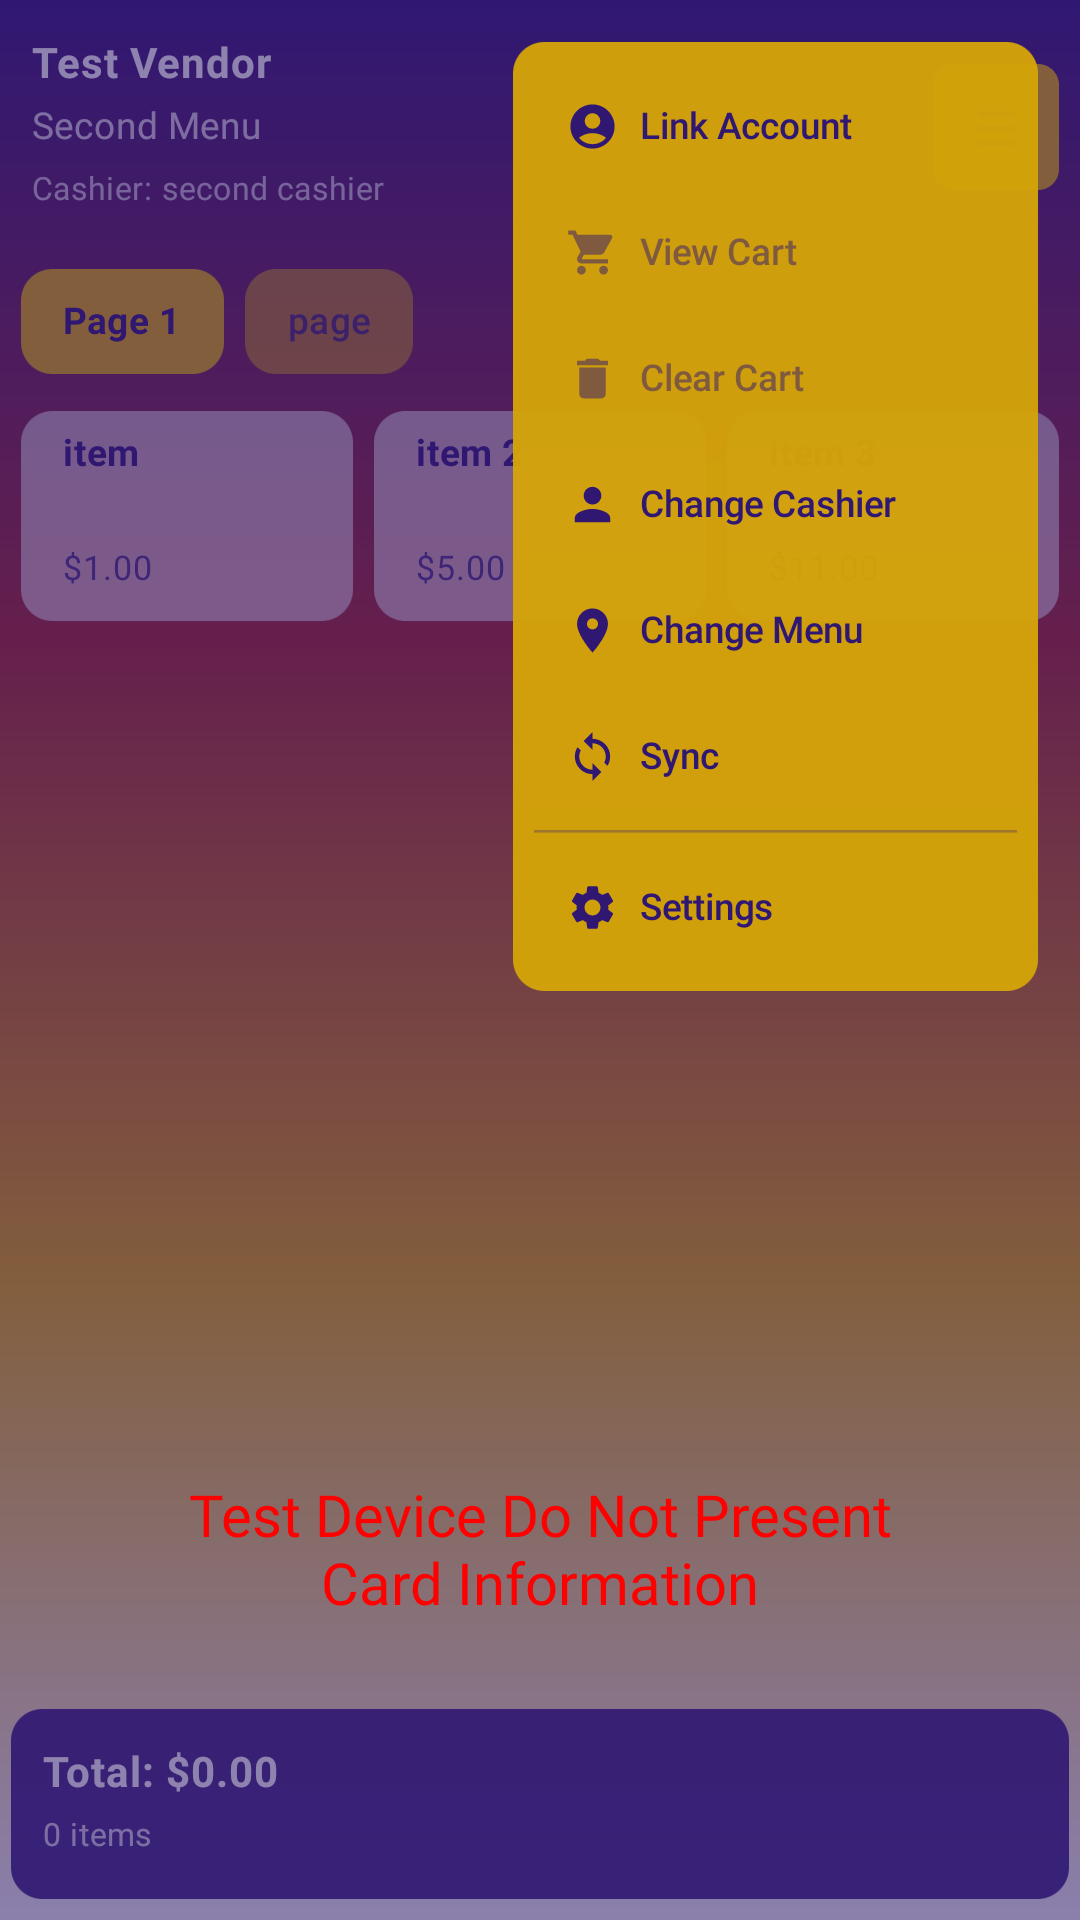 Test Vendor
Second Menu
Cashier: second cashier
Link Account
View Cart
Clear Cart
Page 1
page
item
$1.00
item 2
$5.00
item 3
$11.00
Change Cashier
Change Menu
Sync
Settings
Test Device Do Not Present
Card Information
Total: $0.00
0 items